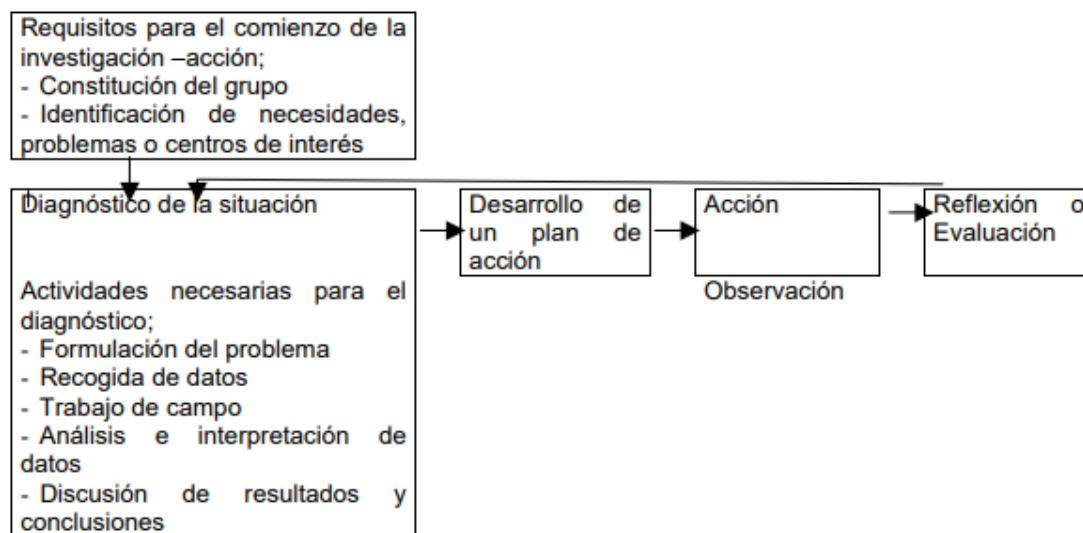 Requisitos para el comienzo de la
investigación –acción;
- Constitución del grupo
- Identificación de necesidades,
problemas o centros de interés
Diagnóstico de la situación
Actividades necesarias para el
diagnóstico;
- Formulación del problema
- Recogida de datos
- Trabajo de campo
- Análisis e interpretación de
datos
- Discusión de resultados y
conclusiones
Desarrollo de
un plan de
acción
Acción
Observación
Reflexión o
Evaluación